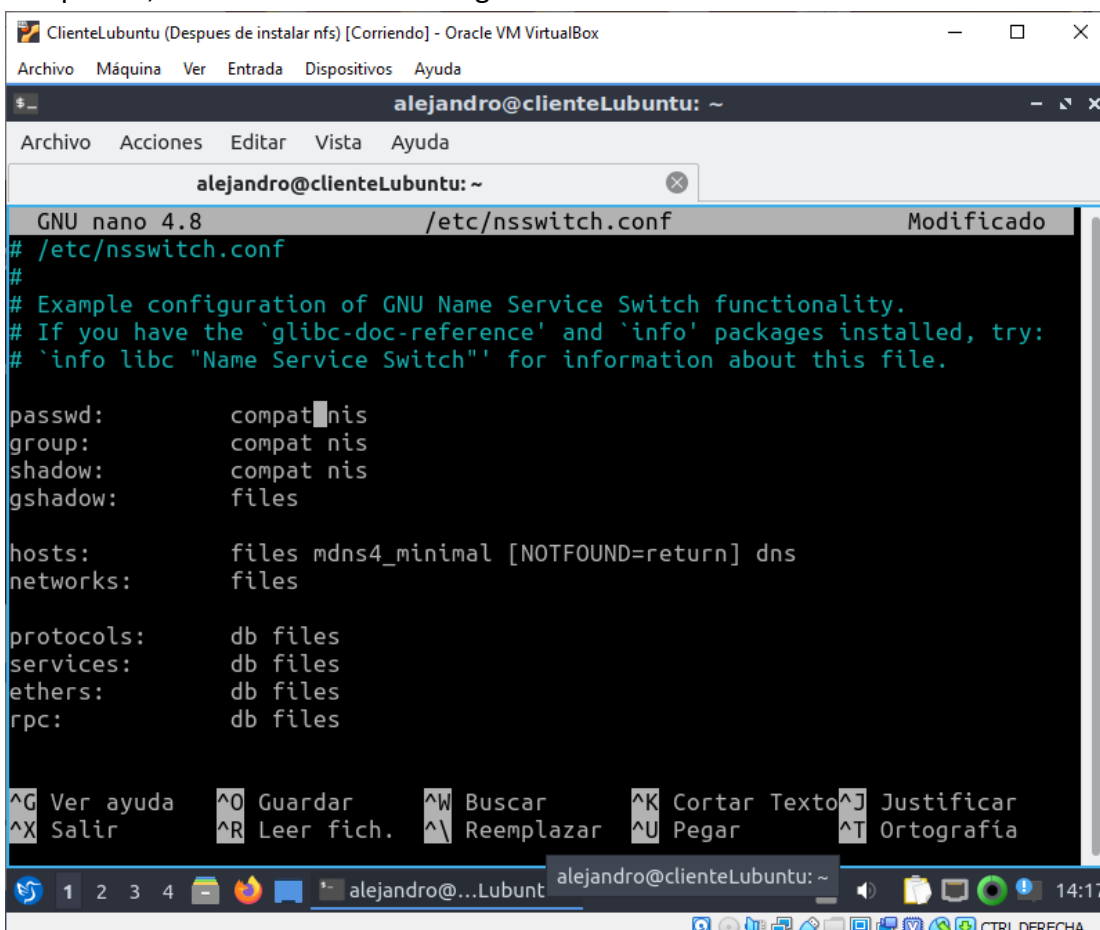 ClienteLubuntu (Despues de instalar nfs) [Corriendo] - Oracle VM VirtualBox
Archivo Máquina Ver Entrada Dispositivos Ayuda
alejandro@clienteLubuntu: ~
Archivo Acciones Editar Vista Ayuda
alejandro@clienteLubuntu: ~
GNU nano 4.8 /etc/nsswitch.conf Modificado
# /etc/nsswitch.conf
#
# Example configuration of GNU Name Service Switch functionality.
# If you have the `glibc-doc-reference' and `info' packages installed, try:
# `info libc "Name Service Switch"' for information about this file.
passwd: compat nis
group: compat nis
shadow: compat nis
gshadow: files
hosts: files mdns4_minimal [NOTFOUND=return] dns
networks: files
protocols: db files
services: db files
ethers: db files
rpc: db files
^G Ver ayuda ^O Guardar ^W Buscar ^K Cortar Texto ^J Justificar
^X Salir ^R Leer fich. ^\ Reemplazar ^U Pegar ^T Ortografía
1 2 3 4 alejandro@...Lubunt alejandro@clienteLubuntu: ~ 14:17
CTRL DERECHA